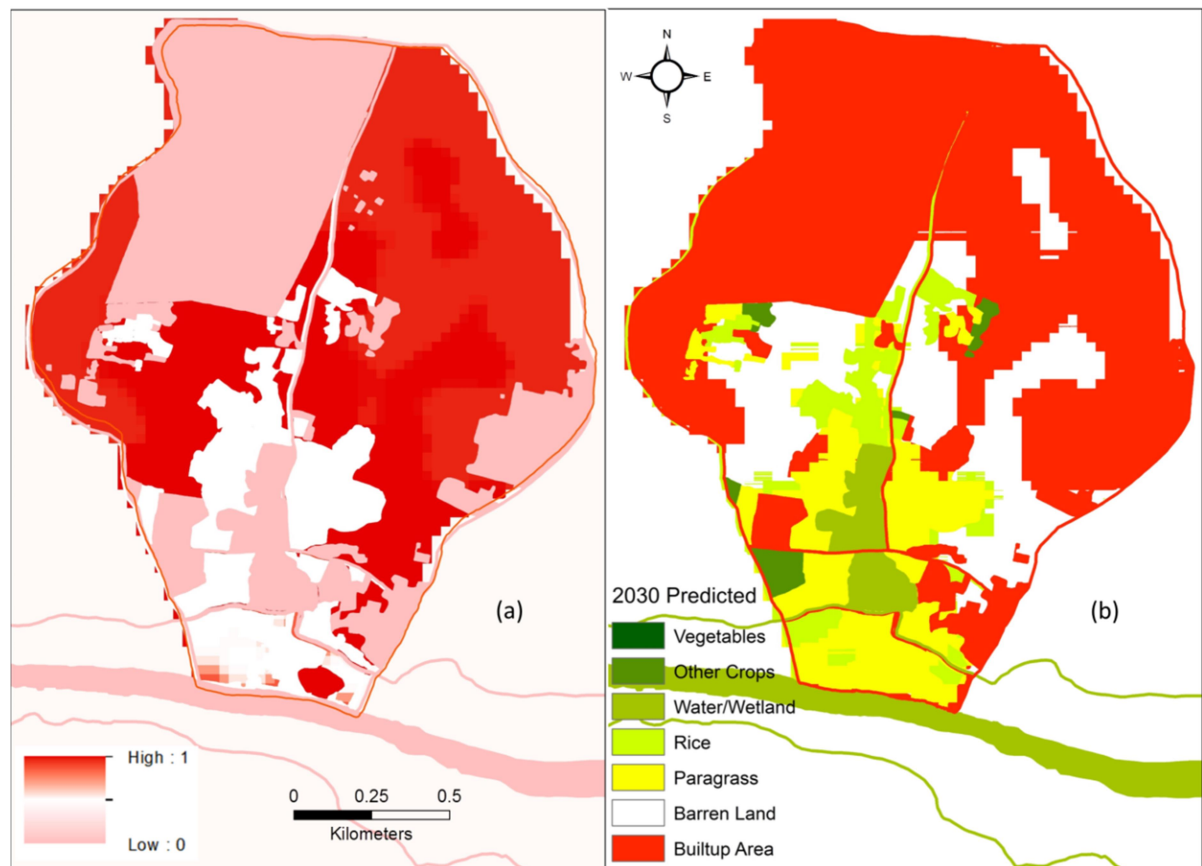 N
W E
S
(a)
High : 1
Low : 0
0 0.25 0.5
Kilometers
(b)
2030 Predicted
Vegetables
Other Crops
Water/Wetland
Rice
Paragrass
Barren Land
Builtup Area